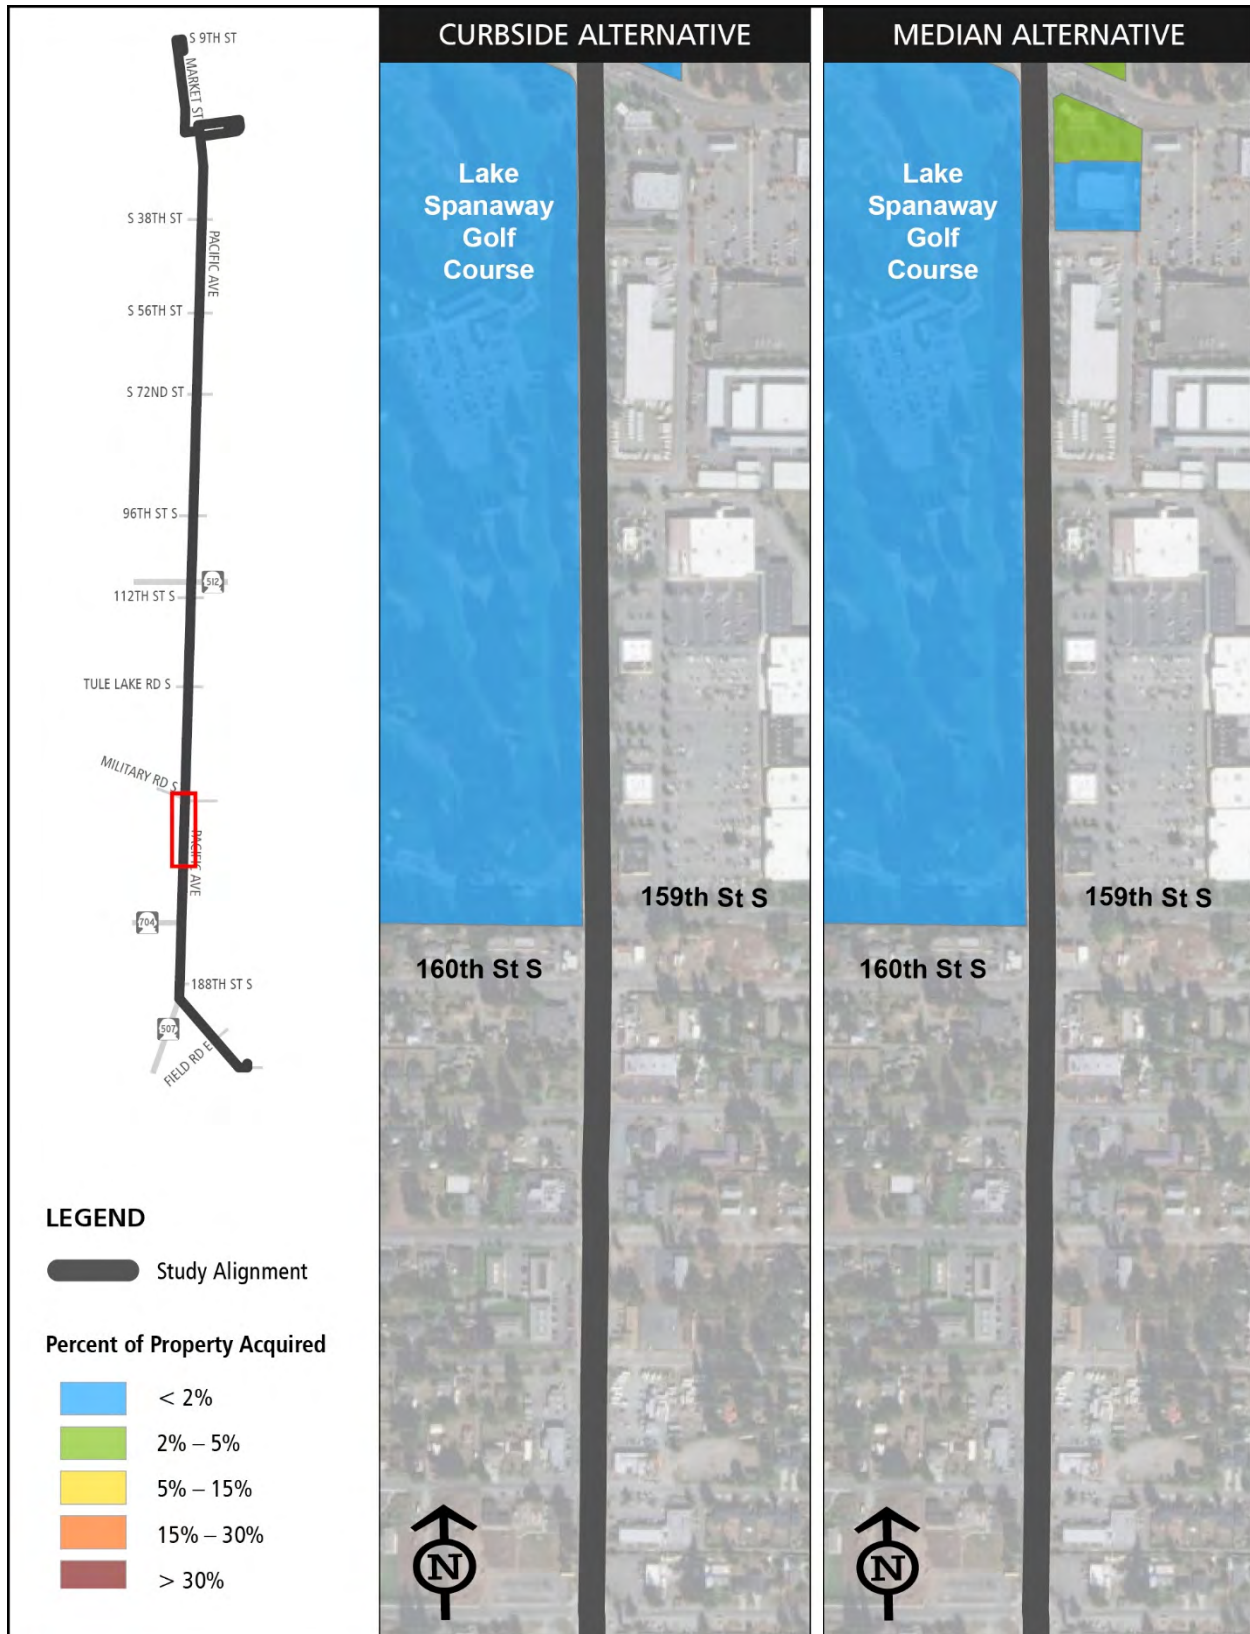 S 9TH ST
MARKET ST
S 38TH ST
PACIFIC AVE
S 56TH ST
S 72ND ST
96TH ST S
512
112TH ST S
TULE LAKE RD S
MILITARY RD S
PACIFIC AVE
704
188TH ST S
507
FIELD RD E
LEGEND
Study Alignment
Percent of Property Acquired
< 2%
2% – 5%
5% – 15%
15% – 30%
> 30%
CURBSIDE ALTERNATIVE
Lake
Spanaway
Golf
Course
159th St S
160th St S
N
MEDIAN ALTERNATIVE
Lake
Spanaway
Golf
Course
159th St S
160th St S
N